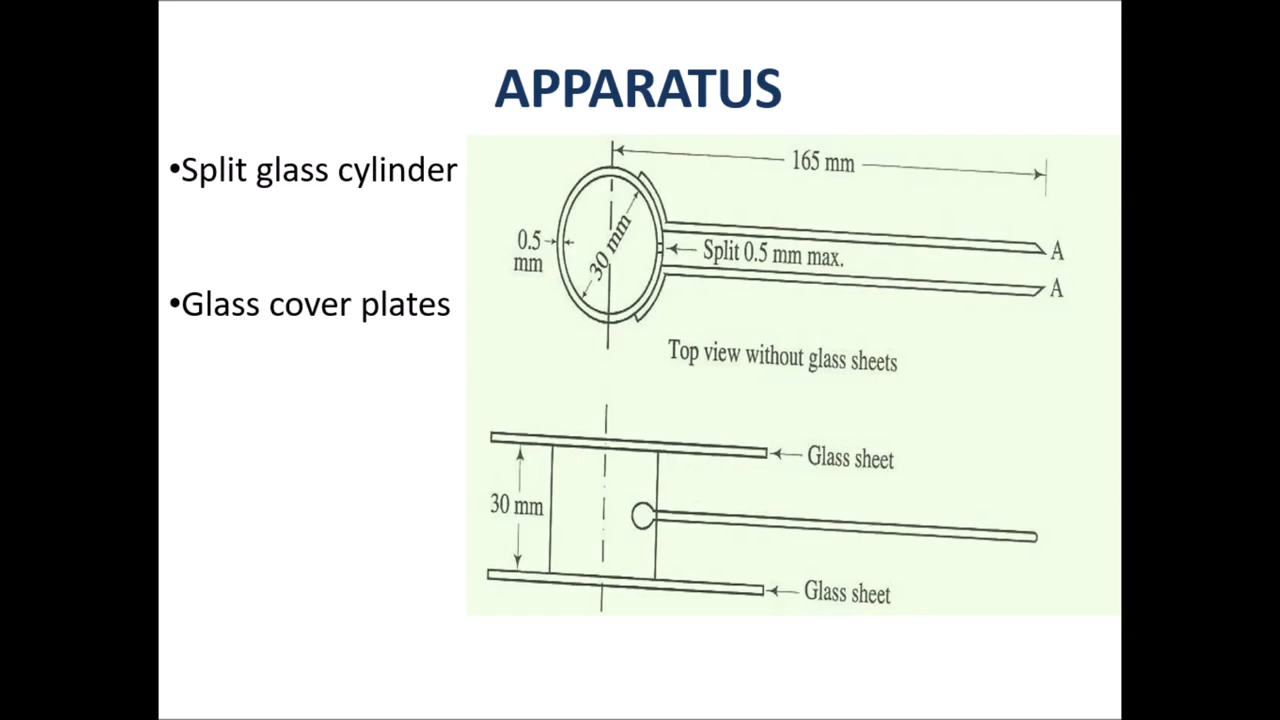 APPARATUS
•Split glass cylinder
•Glass cover plates
165 mm
0.5
mm
30 mm
Split 0.5 mm max.
A
A
Top view without glass sheets
Glass sheet
30 mm
Glass sheet